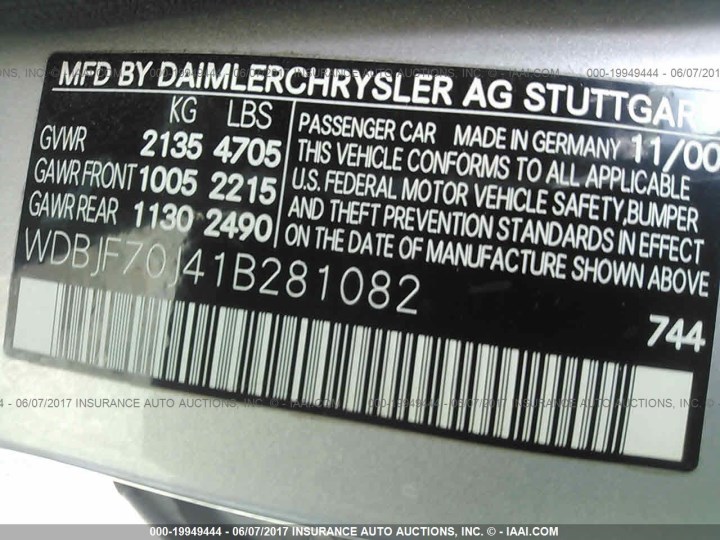 MFD BY DAIMLERCHRYSLER AG STUTTGAR
KG LBS
GVWR 2135 4705
GAWR FRONT 1005 2215
GAWR REAR 1130 2490
PASSENGER CAR MADE IN GERMANY 11/00
THIS VEHICLE CONFORMS TO ALL APPLICABLE
U.S. FEDERAL MOTOR VEHICLE SAFETY,BUMPER
AND THEFT PREVENTION STANDARDS IN EFFECT
ON THE DATE OF MANUFACTURE SHOWN ABOVE
WDBJF70J41B281082
744
000-19949444 - 06/07/2017 INSURANCE AUTO AUCTIONS, INC. - © - IAAI.COM